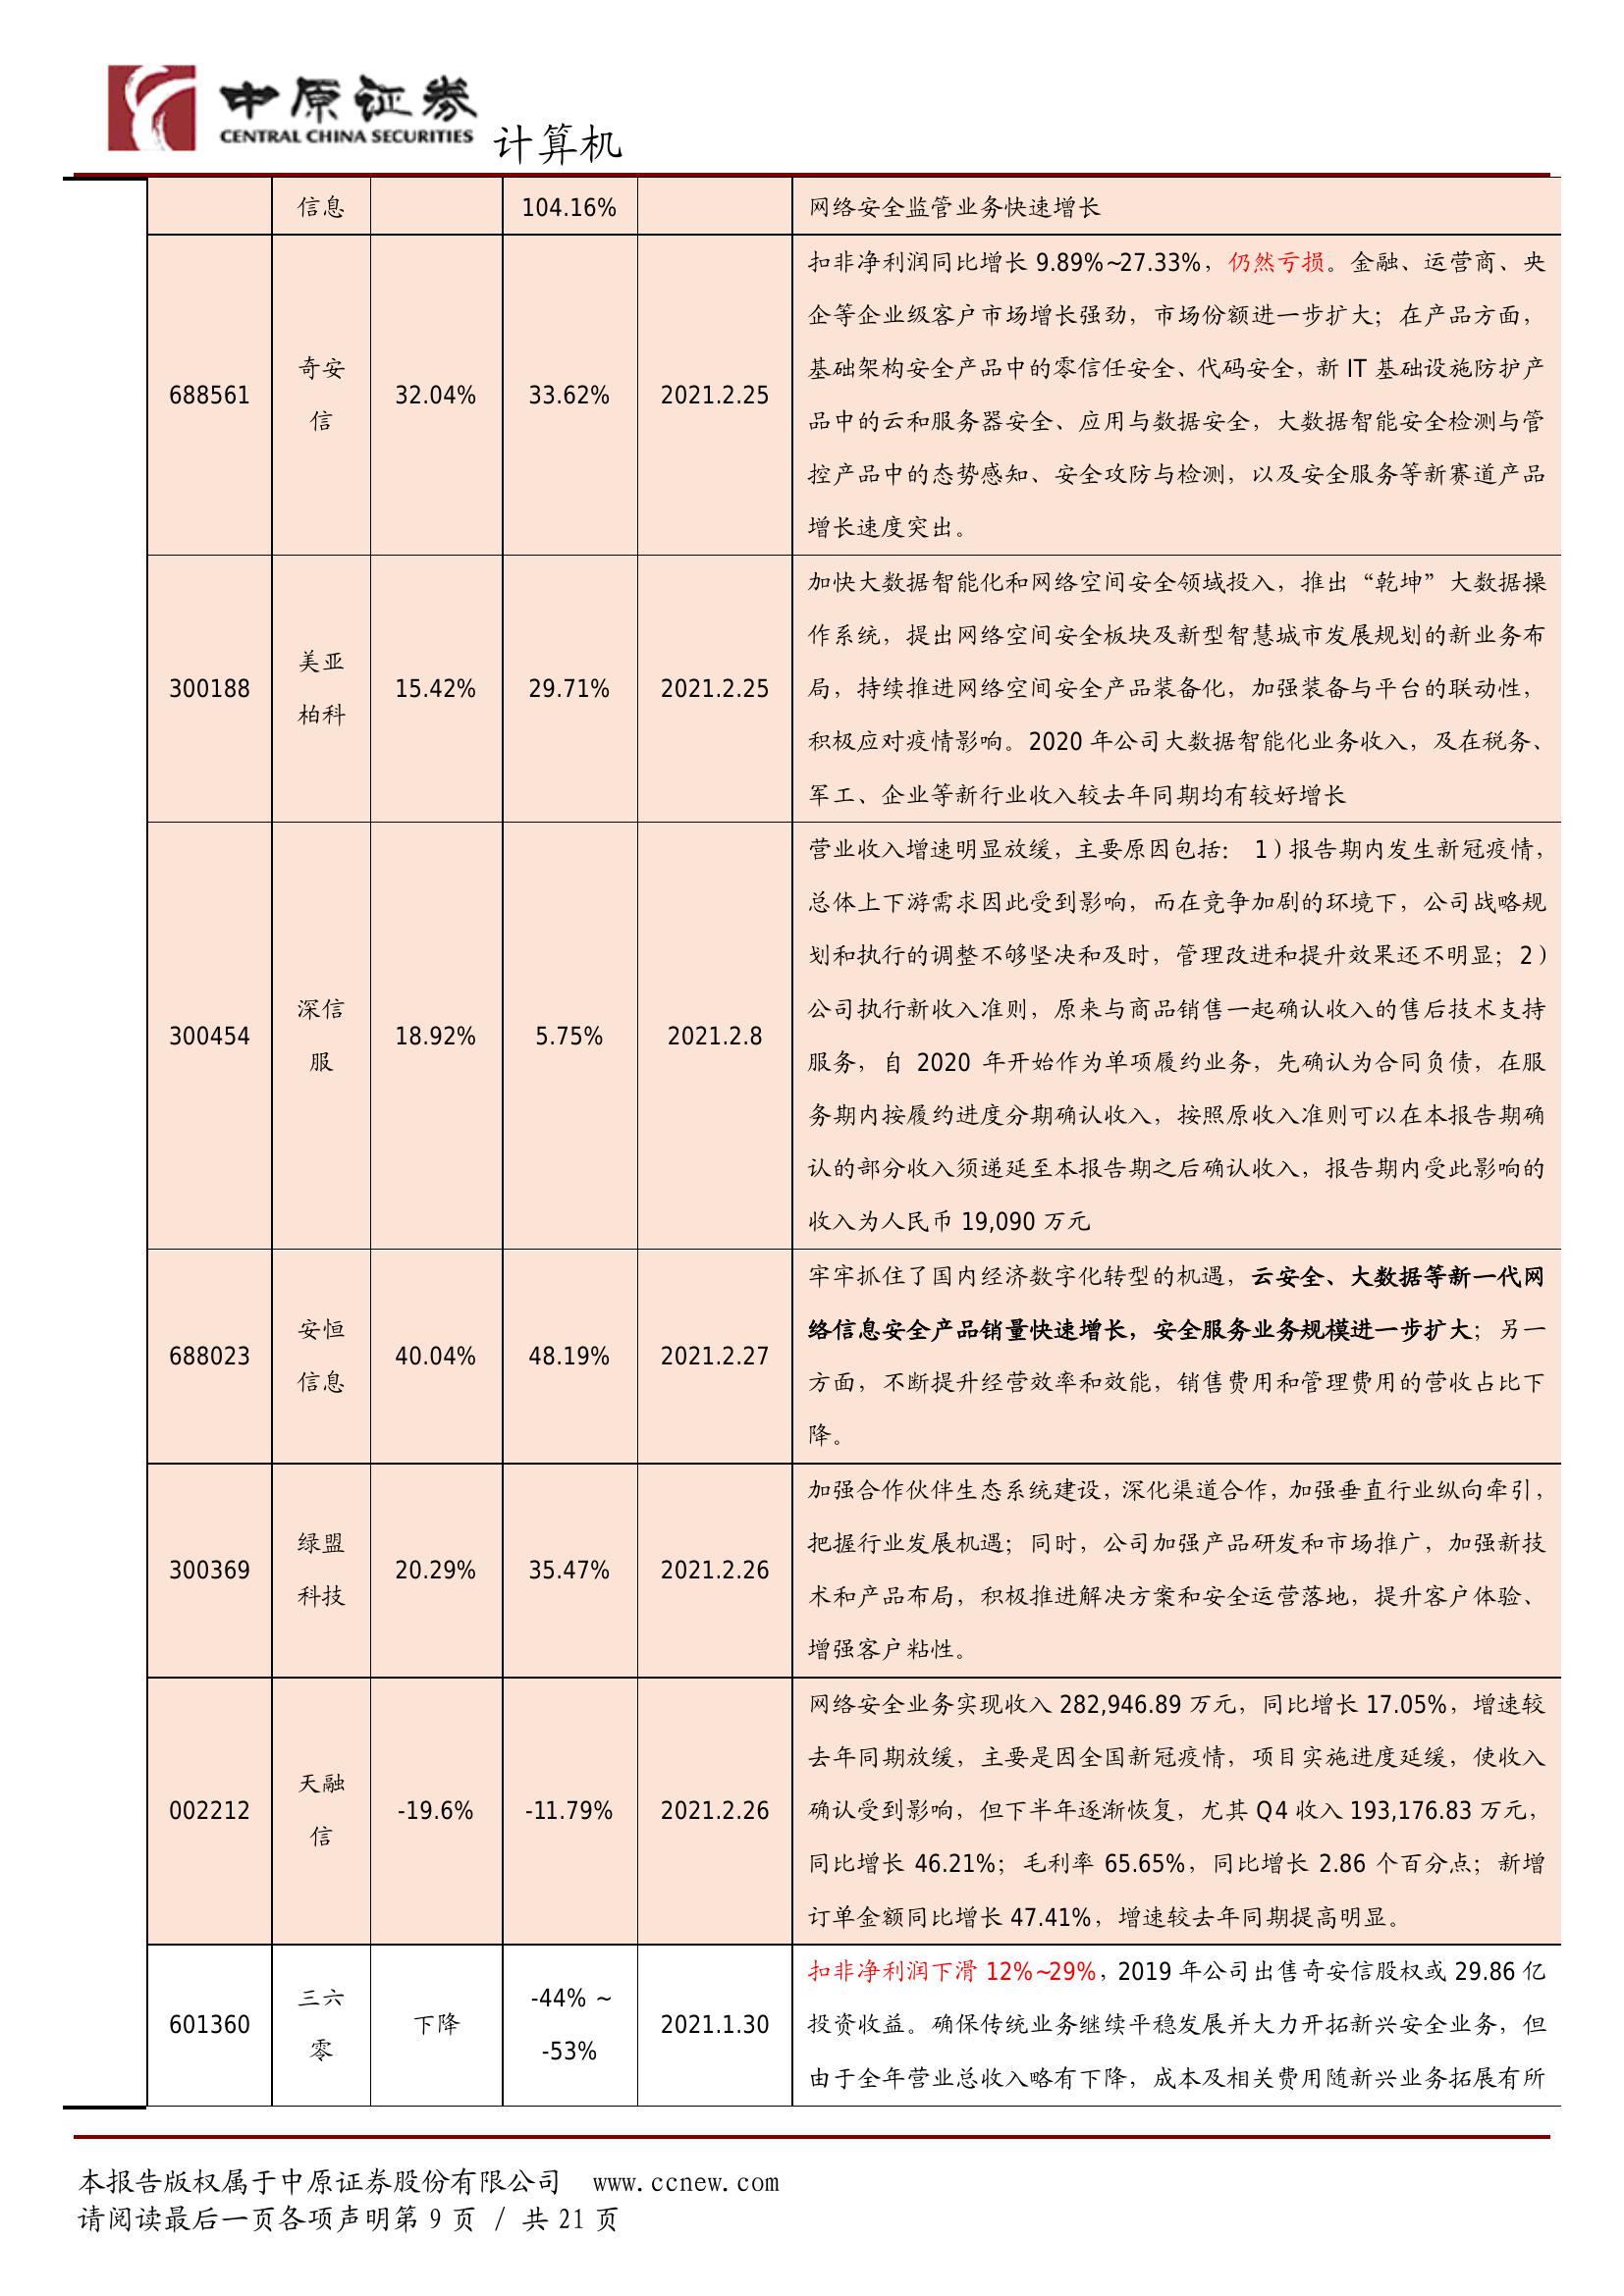 中原证券
CENTRAL CHINA SECURITIES
计算机
信息 104.16% 网络安全监管业务快速增长
688561
奇安
信
32.04%
33.62%
2021.2.25
扣非净利润同比增长 9.89%~27.33%，仍然亏损。金融、运营商、央
企等企业级客户市场增长强劲，市场份额进一步扩大；在产品方面，
基础架构安全产品中的零信任安全、代码安全，新 IT 基础设施防护产
品中的云和服务器安全、应用与数据安全，大数据智能安全检测与管
控产品中的态势感知、安全攻防与检测，以及安全服务等新赛道产品
增长速度突出。
300188
美亚
柏科
15.42%
29.71%
2021.2.25
加快大数据智能化和网络空间安全领域投入，推出“乾坤”大数据操
作系统，提出网络空间安全板块及新型智慧城市发展规划的新业务布
局，持续推进网络空间安全产品装备化，加强装备与平台的联动性，
积极应对疫情影响。2020 年公司大数据智能化业务收入，及在税务、
军工、企业等新行业收入较去年同期均有较好增长
300454
深信
服
18.92%
5.75%
2021.2.8
营业收入增速明显放缓，主要原因包括： 1）报告期内发生新冠疫情，
总体上下游需求因此受到影响，而在竞争加剧的环境下，公司战略规
划和执行的调整不够坚决和及时，管理改进和提升效果还不明显；2）
公司执行新收入准则，原来与商品销售一起确认收入的售后技术支持
服务，自 2020 年开始作为单项履约业务，先确认为合同负债，在服
务期内按履约进度分期确认收入，按照原收入准则可以在本报告期确
认的部分收入须递延至本报告期之后确认收入，报告期内受此影响的
收入为人民币 19,090 万元
688023
安恒
信息
40.04%
48.19%
2021.2.27
牢牢抓住了国内经济数字化转型的机遇，云安全、大数据等新一代网
络信息安全产品销量快速增长，安全服务业务规模进一步扩大；另一
方面，不断提升经营效率和效能，销售费用和管理费用的营收占比下
降。
300369
绿盟
科技
20.29%
35.47%
2021.2.26
加强合作伙伴生态系统建设，深化渠道合作，加强垂直行业纵向牵引，
把握行业发展机遇；同时，公司加强产品研发和市场推广，加强新技
术和产品布局，积极推进解决方案和安全运营落地，提升客户体验、
增强客户粘性。
002212
天融
信
-19.6%
-11.79%
2021.2.26
网络安全业务实现收入 282,946.89 万元，同比增长 17.05%，增速较
去年同期放缓，主要是因全国新冠疫情，项目实施进度延缓，使收入
确认受到影响，但下半年逐渐恢复，尤其 Q4 收入 193,176.83 万元，
同比增长 46.21%；毛利率 65.65%，同比增长 2.86 个百分点；新增
订单金额同比增长 47.41%，增速较去年同期提高明显。
601360
三六
零
下降
-44% ~
-53%
2021.1.30
扣非净利润下滑 12%~29%，2019 年公司出售奇安信股权或 29.86 亿
投资收益。确保传统业务继续平稳发展并大力开拓新兴安全业务，但
由于全年营业总收入略有下降，成本及相关费用随新兴业务拓展有所
本报告版权属于中原证券股份有限公司 www.ccnew.com
请阅读最后一页各项声明第 9 页 / 共 21 页